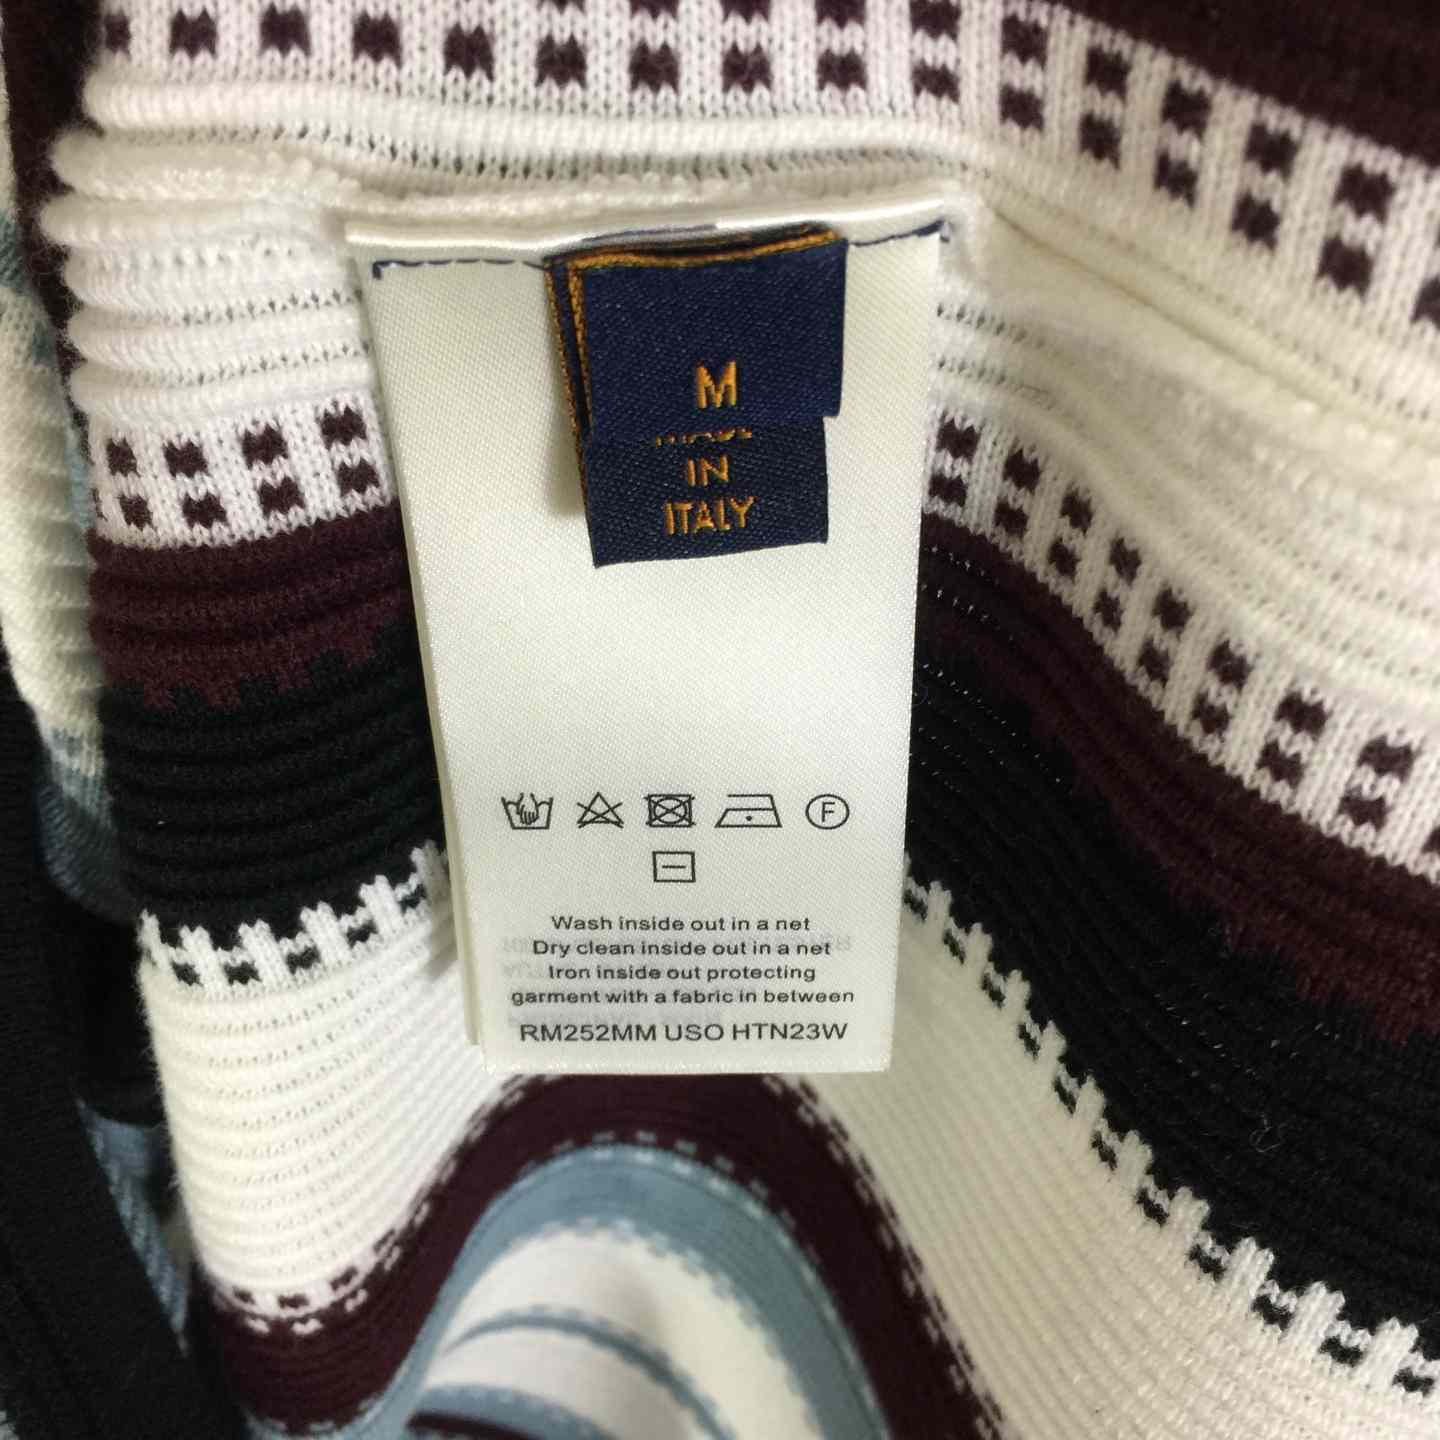 M
IN
ITALY
F
Wash inside out in a net
Dry clean inside out in a net
Iron inside out protecting
garment with a fabric in between
RM252MM USO HTN23W